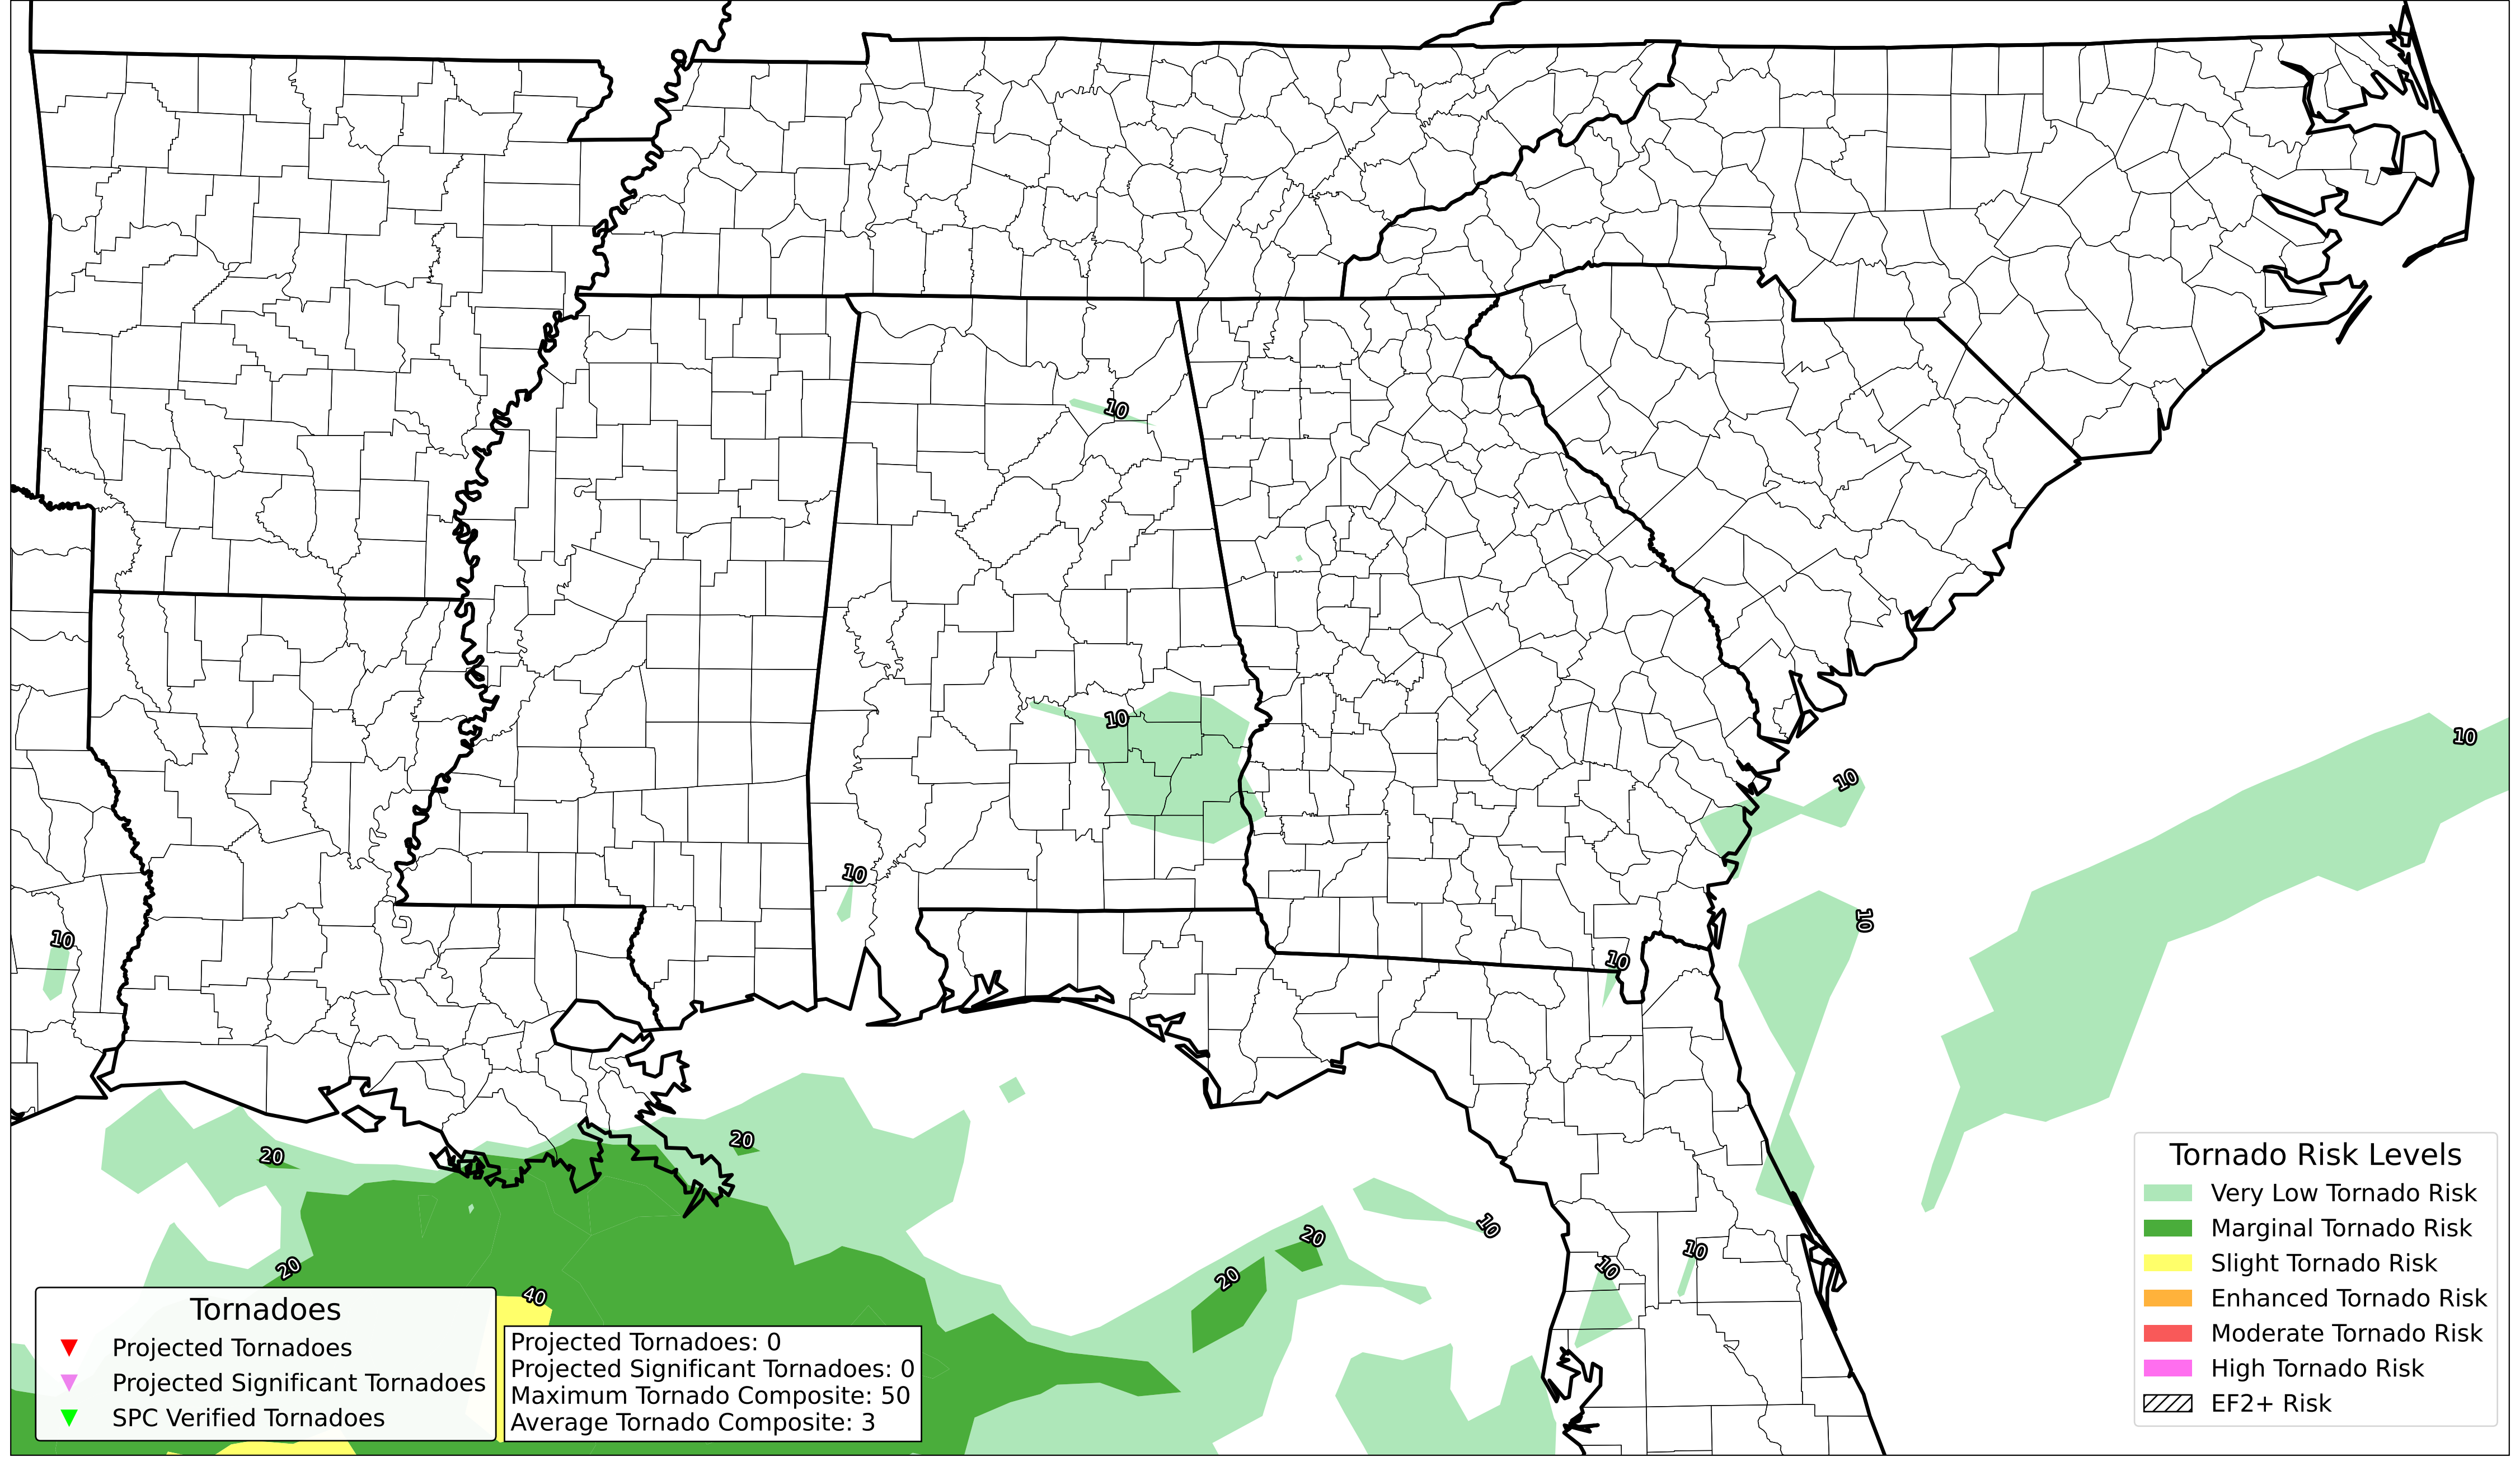 10
10
10
10
10
10
10
10
20
20
10
20
10
10
20
20
40
Tornadoes
Projected Tornadoes
Projected Significant Tornadoes
SPC Verified Tornadoes
Projected Tornadoes: 0
Projected Significant Tornadoes: 0
Maximum Tornado Composite: 50
Average Tornado Composite: 3
Tornado Risk Levels
Very Low Tornado Risk
Marginal Tornado Risk
Slight Tornado Risk
Enhanced Tornado Risk
Moderate Tornado Risk
High Tornado Risk
EF2+ Risk